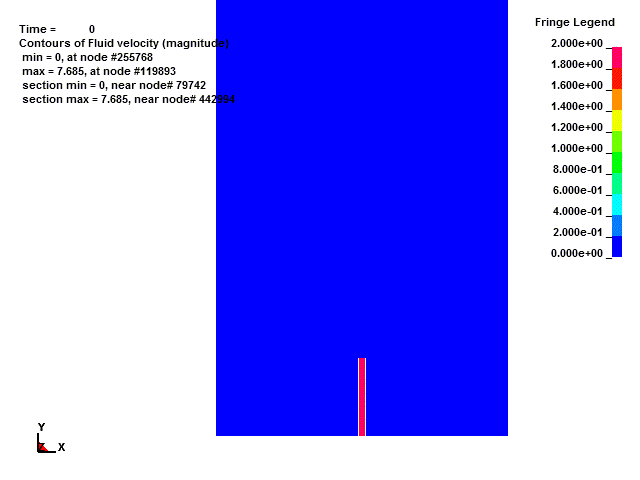 Time = 0
Contours of Fluid velocity (magnitude)
min = 0, at node #255768
max = 7.685, at node #119893
section min = 0, near node# 79742
section max = 7.685, near node#
Fringe Legend
2.000e+00
1.800e+00
1.600e+00
1.400e+00
1.200e+00
1.000e+00
8.000e-01
6.000e-01
4.000e-01
2.000e-01
0.000e+00
Y
X